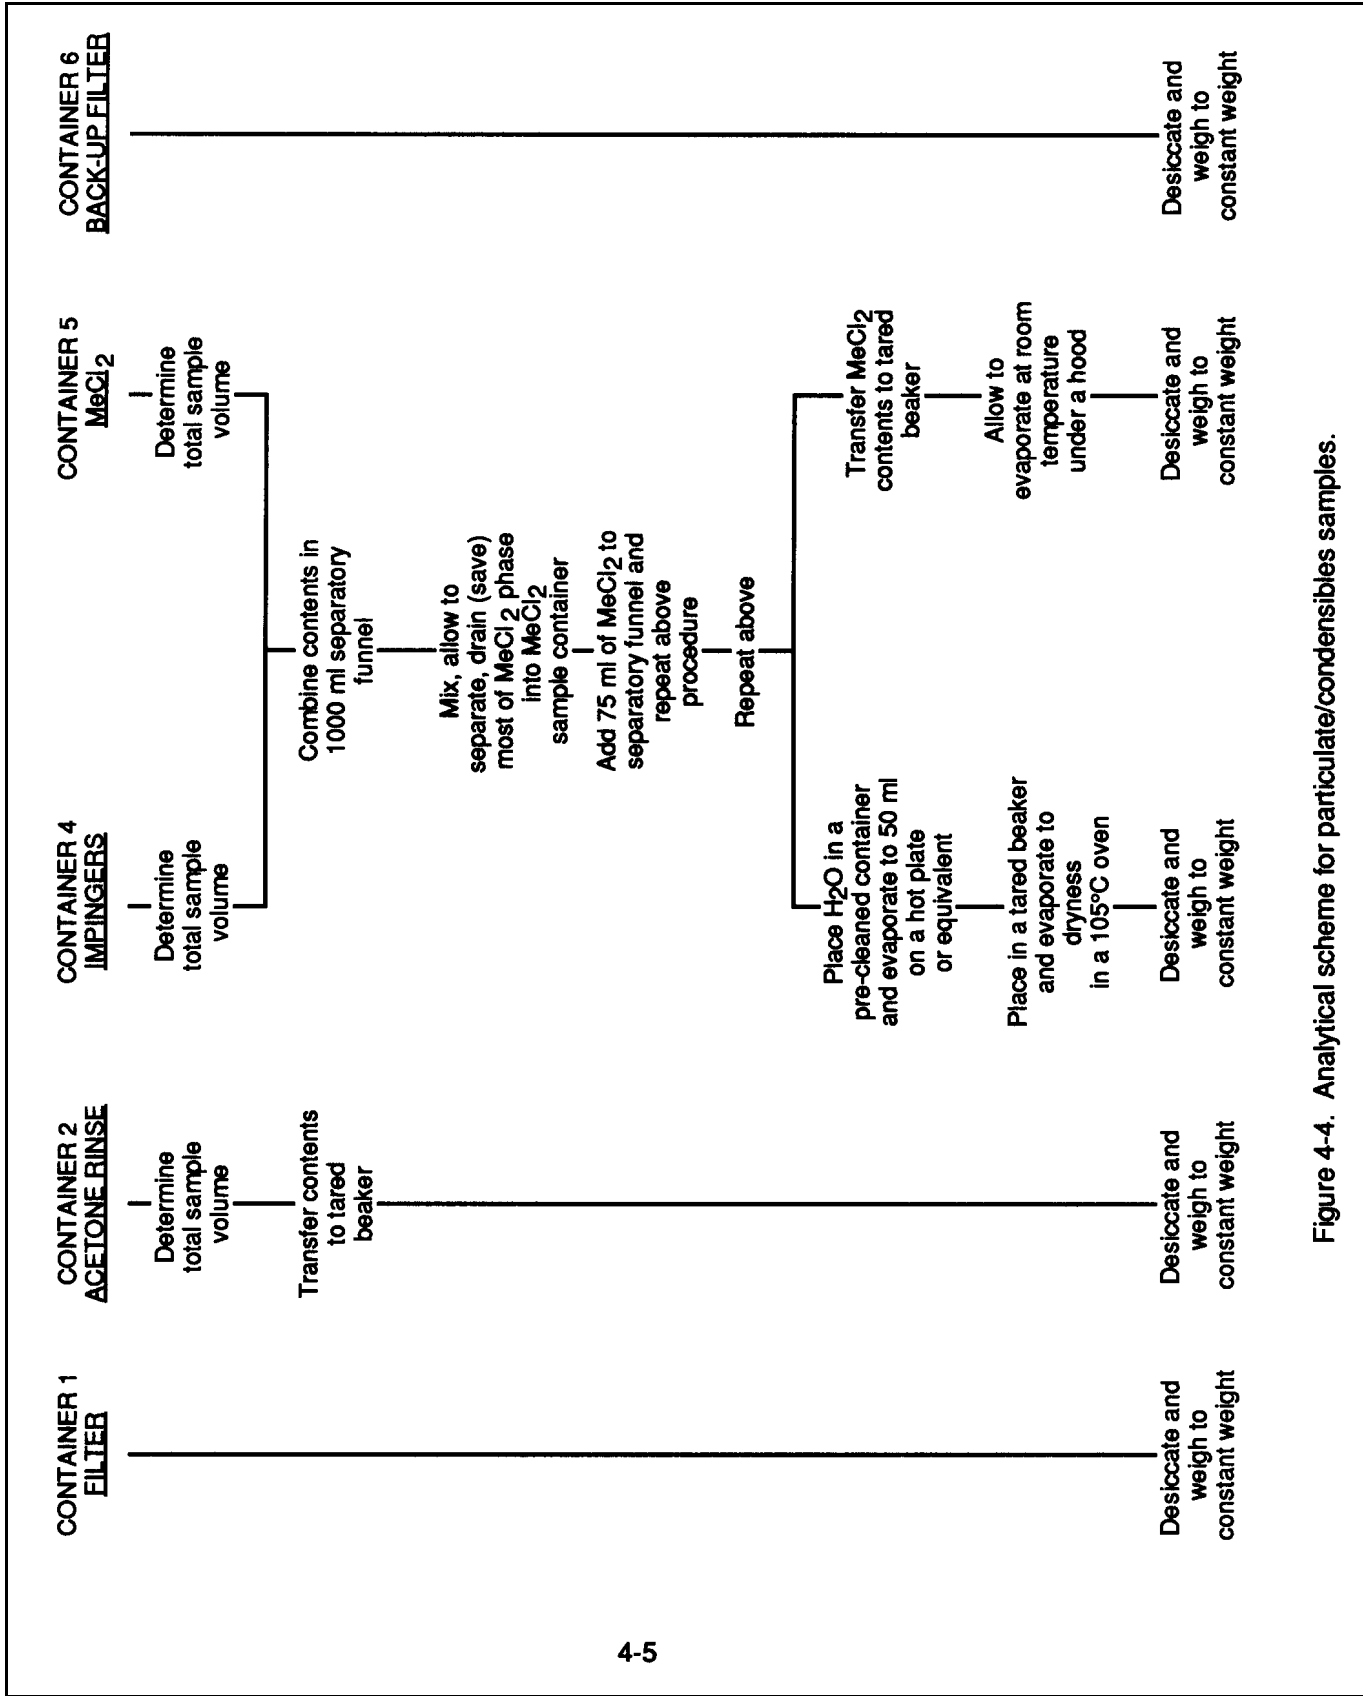 CONTAINER 1
FILTER
Desiccate and
weigh to
constant weight
CONTAINER 2
ACETONE RINSE
Determine
total sample
volume
Transfer contents
to tared
beaker
Desiccate and
weigh to
constant weight
CONTAINER 4
IMPINGERS
Determine
total sample
volume
CONTAINER 5
MeCl2
Determine
total sample
volume
Combine contents in
1000 ml separatory
funnel
Mix, allow to
separate, drain (save)
most of MeCl2 phase
into MeCl2
sample container
Add 75 ml of MeCl2 to
separatory funnel and
repeat above
procedure
Repeat above
Place H2O in a
pre-cleaned container
and evaporate to 50 ml
on a hot plate
or equivalent
Place in a tared beaker
and evaporate to
dryness
in a 105°C oven
Desiccate and
weigh to
constant weight
Transfer MeCl2
contents to tared
beaker
Allow to
evaporate at room
temperature
under a hood
Desiccate and
weigh to
constant weight
CONTAINER 6
BACK-UP FILTER
Desiccate and
weigh to
constant weight
Figure 4-4. Analytical scheme for particulate/condensibles samples.
4-5